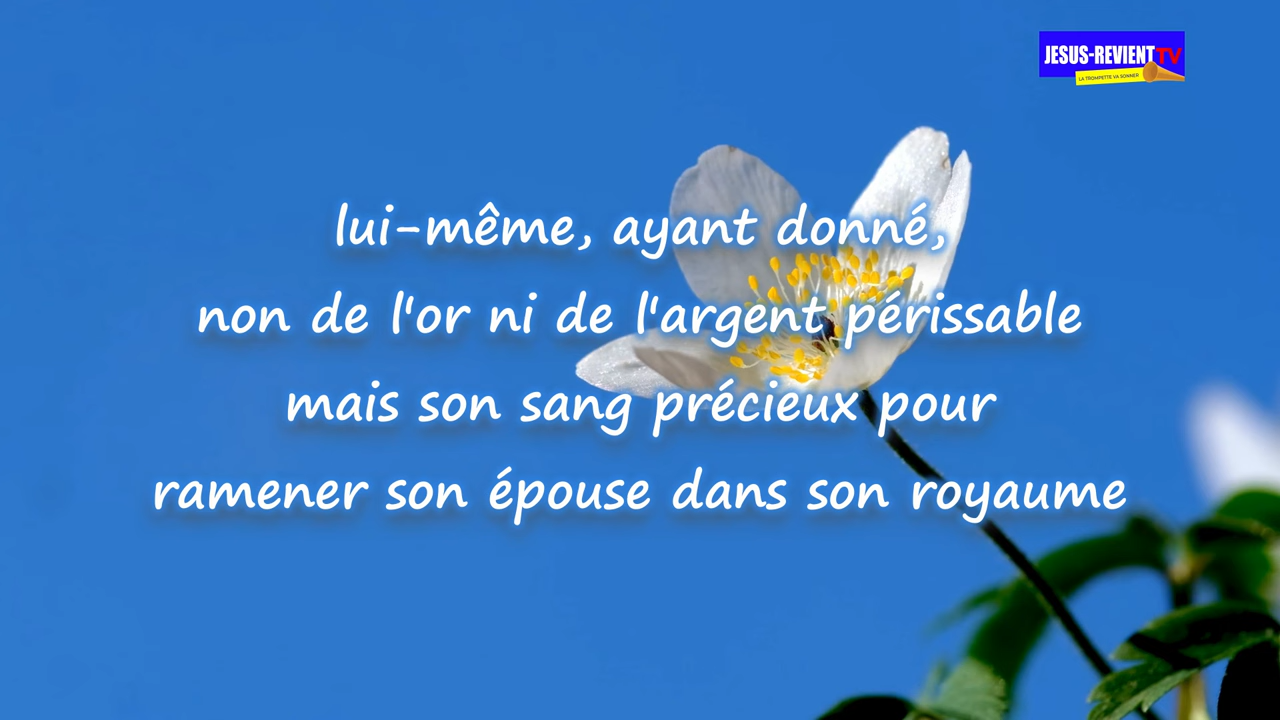 JESUS-REVIENT TV
LA TROMPETTE VA SONNER
lui-même, ayant donné,
non de l'or ni de l'argent périssable
mais son sang précieux pour
ramener son épouse dans son royaume